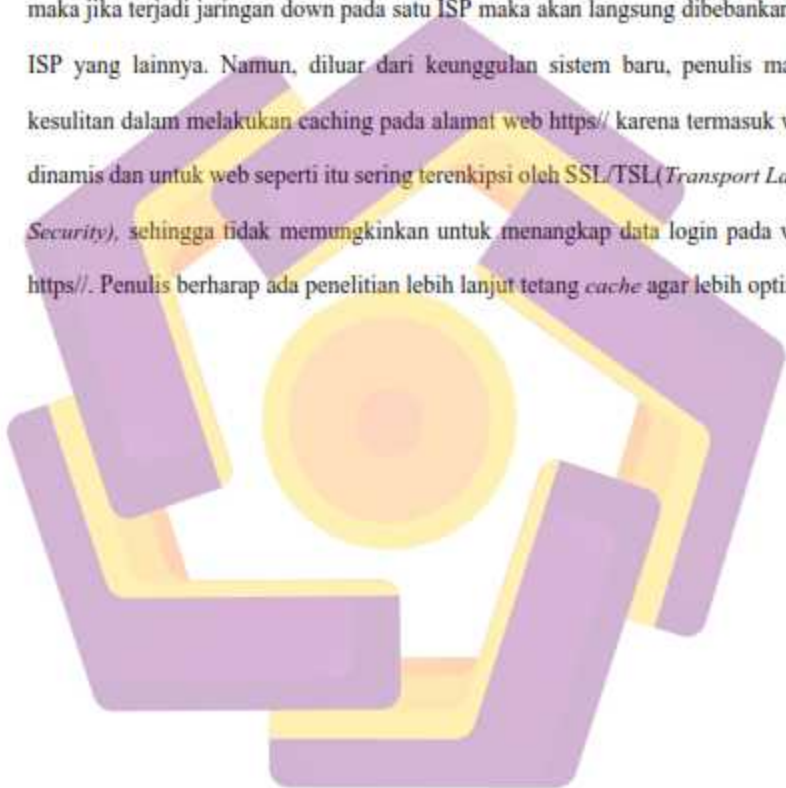 maka jika terjadi jaringan down pada satu ISP maka akan langsung dibebankan
ISP yang lainnya. Namun, diluar dari keunggulan sistem baru, penulis ma
kesulitan dalam melakukan caching pada alamat web https// karena termasuk w
dinamis dan untuk web seperti itu sering terenkipsi oleh SSL/TSL(Transport La
Security), sehingga tidak memungkinkan untuk menangkap data login pada w
https//. Penulis berharap ada penelitian lebih lanjut tetang cache agar lebih opti